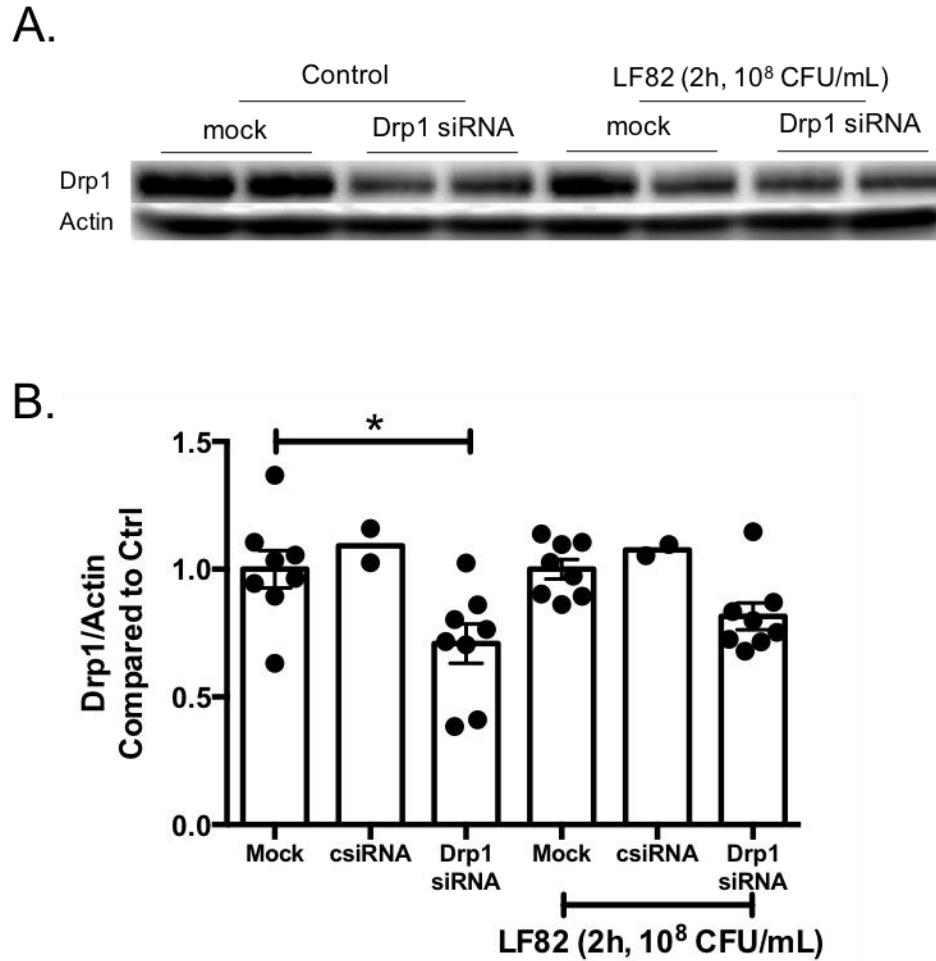 A.
Control
LF82 (2h, 10⁸ CFU/mL)
mock
Drp1 siRNA
mock
Drp1 siRNA
Drp1
Actin
B.
*
1.5
1.0
0.5
0.0
Drp1/Actin
Compared to Ctrl
Mock
csiRNA
Drp1
siRNA
Mock
csiRNA
Drp1
siRNA
LF82 (2h, 10⁸ CFU/mL)